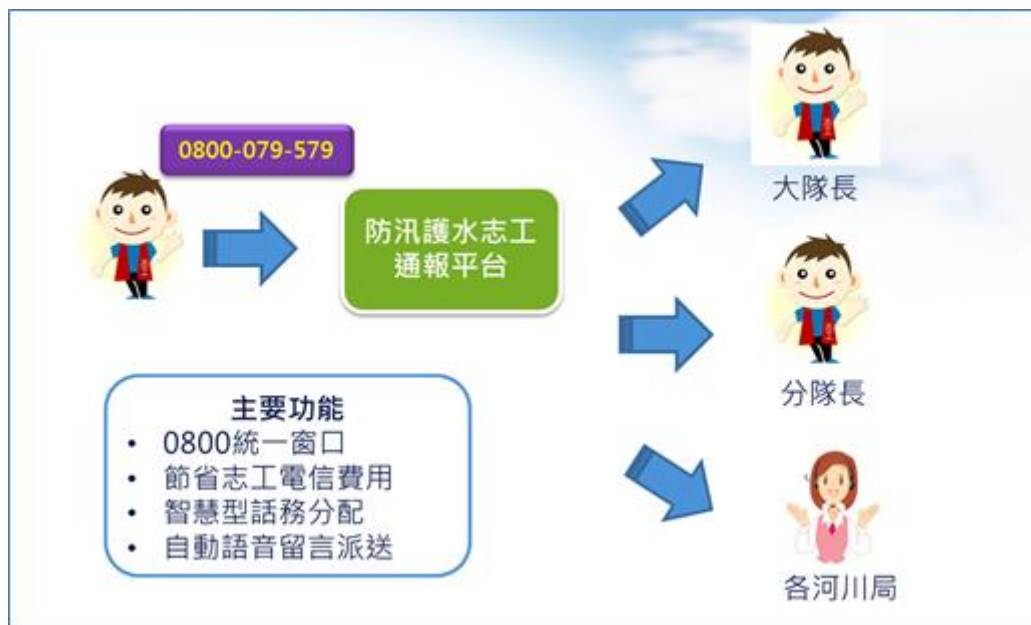 0800-079-579
防汛護水志工
通報平台
大隊長
分隊長
各河川局
主要功能
• 0800統一窗口
• 節省志工電信費用
• 智慧型話務分配
• 自動語音留言派送